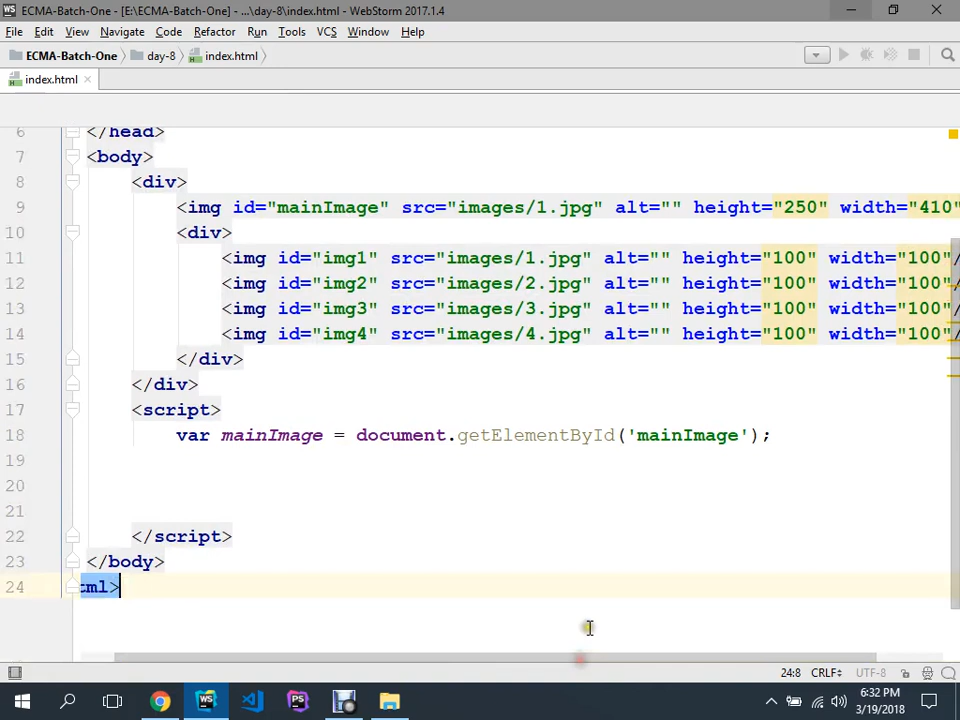 WS ECMA-Batch-One - [E:\ECMA-Batch-One] - ...\day-8\index.html - WebStorm 2017.1.4
File Edit View Navigate Code Refactor Run Tools VCS Window Help
ECMA-Batch-One day-8 index.html
index.html
6 </head>
7 <body>
8 <div>
9 <img id="mainImage" src="images/1.jpg" alt="" height="250" width="410"
10 <div>
11 <img id="img1" src="images/1.jpg" alt="" height="100" width="100"/
12 <img id="img2" src="images/2.jpg" alt="" height="100" width="100"/
13 <img id="img3" src="images/3.jpg" alt="" height="100" width="100"/
14 <img id="img4" src="images/4.jpg" alt="" height="100" width="100"/
15 </div>
16 </div>
17 <script>
18 var mainImage = document.getElementById('mainImage');
19
20
21
22 </script>
23 </body>
24 tml>
24:8 CRLF UTF-8
WS PS 6:32 PM
3/19/2018